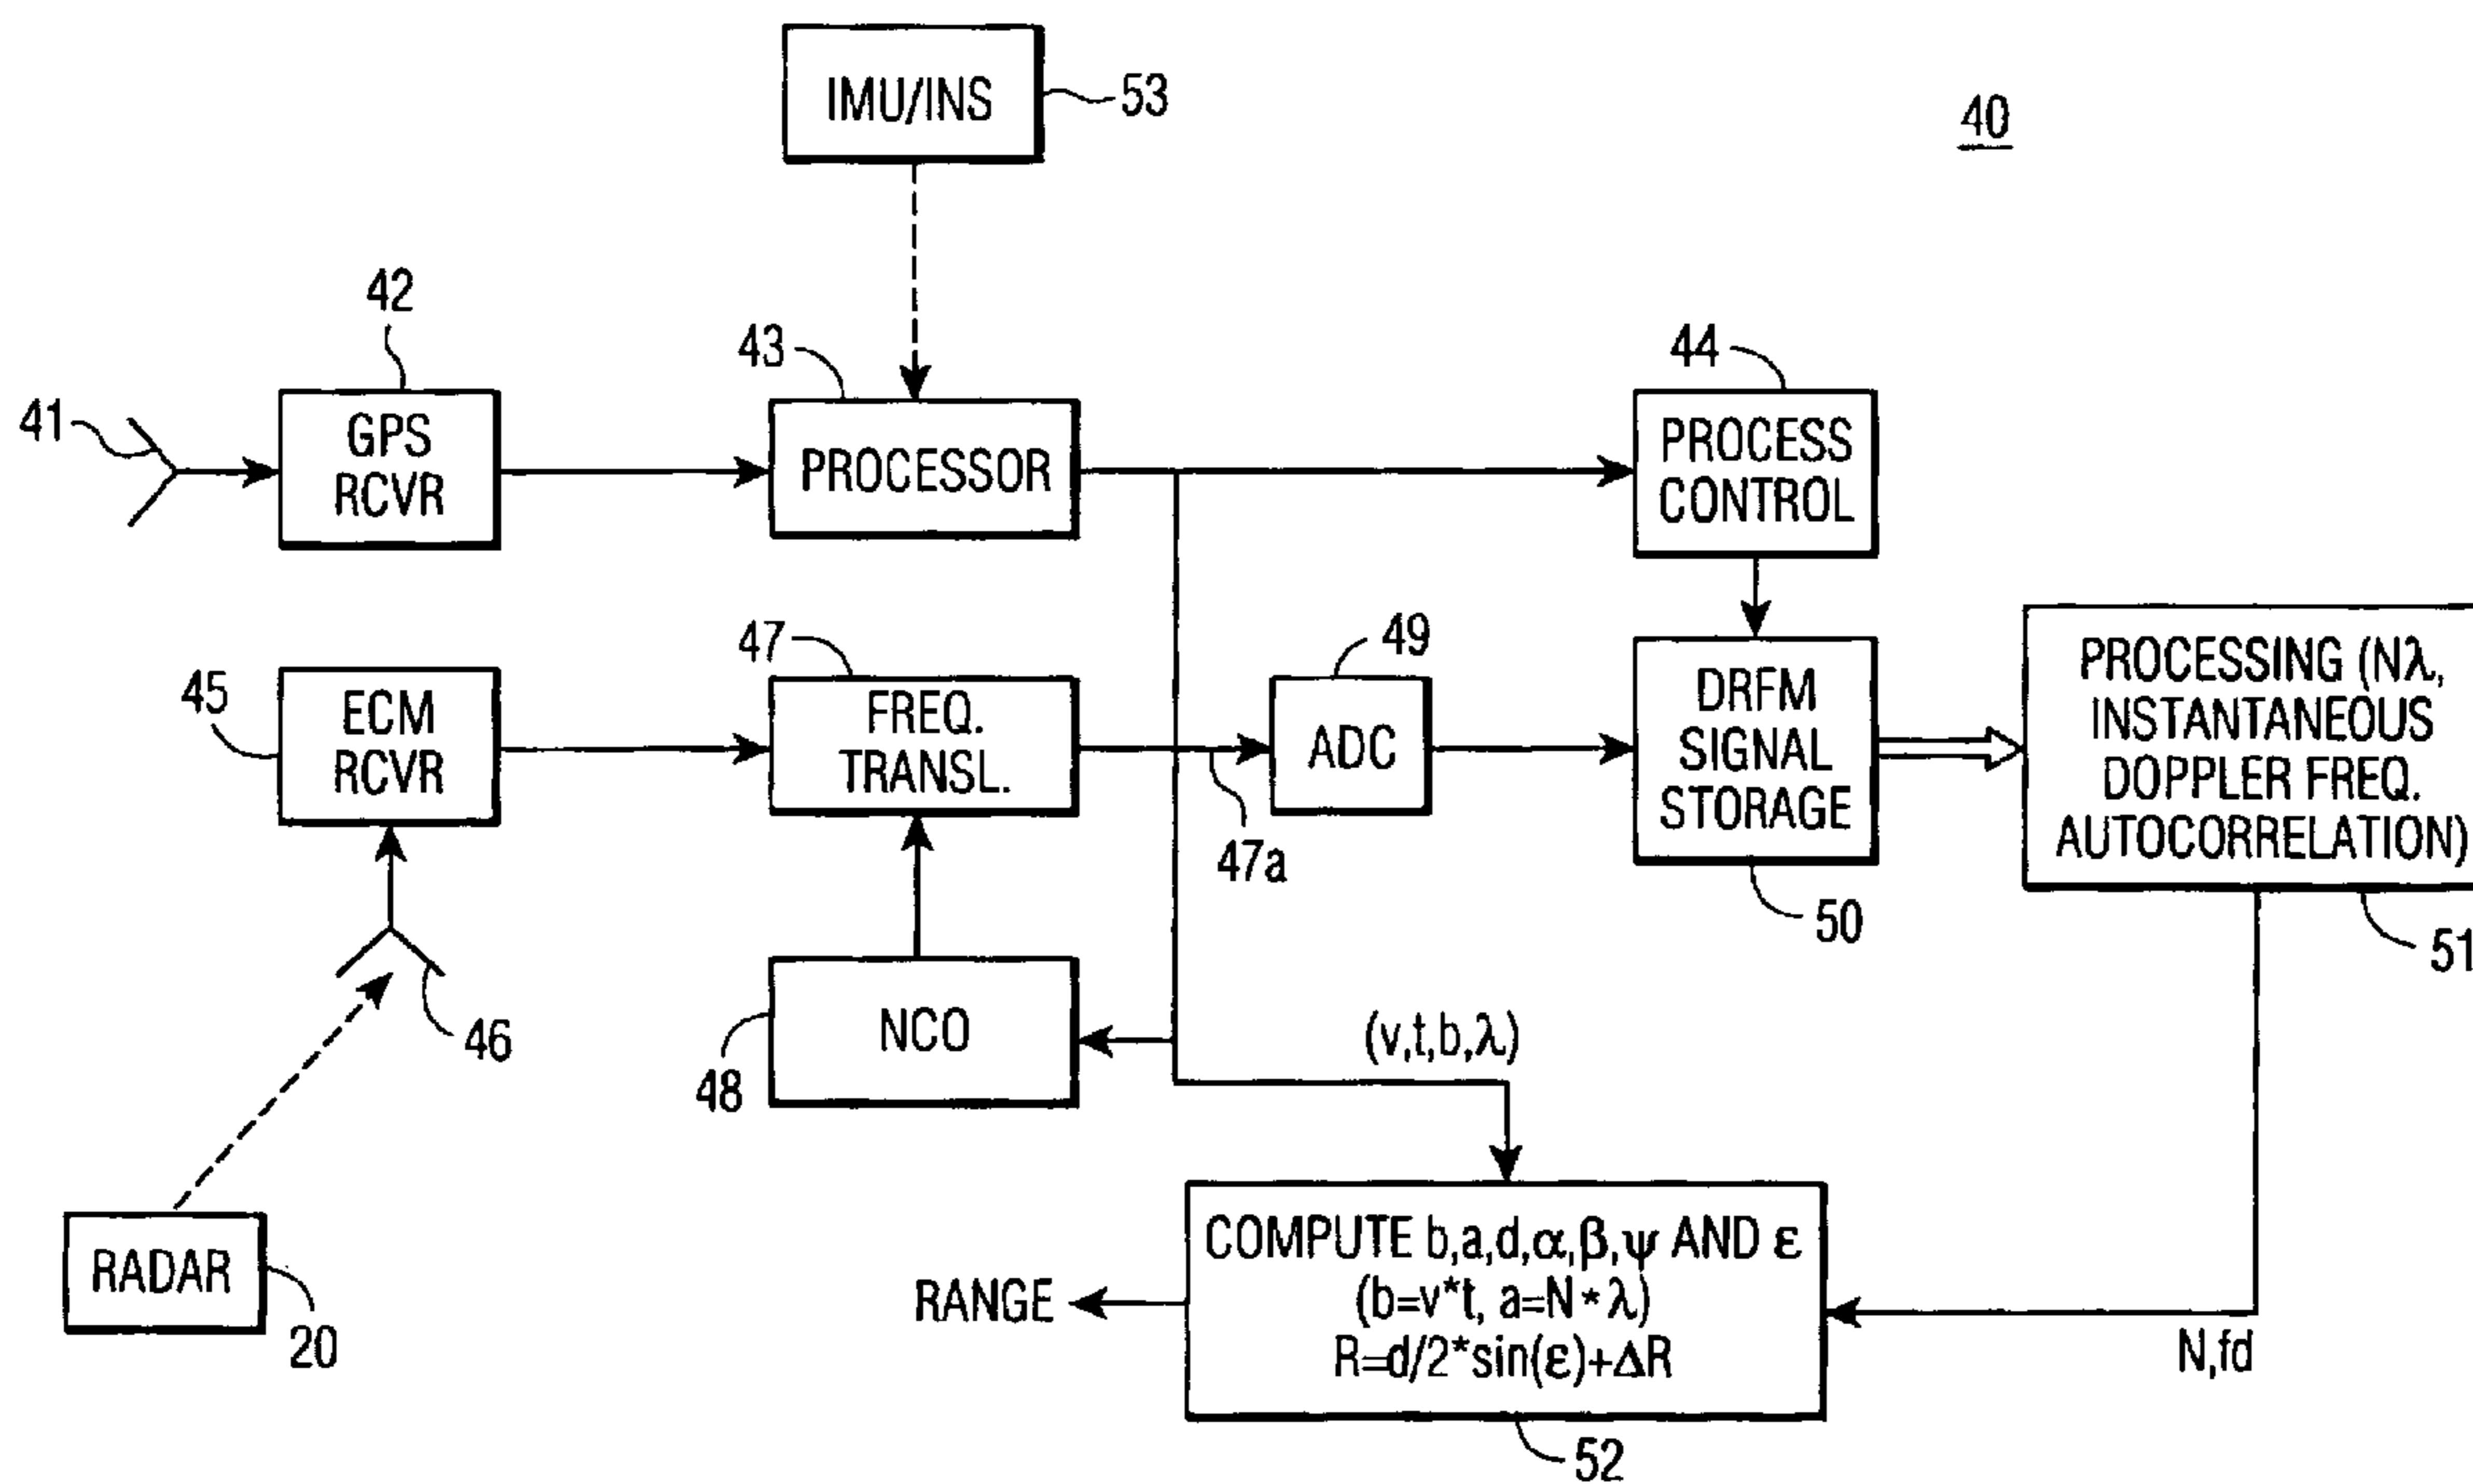 IMU/INS
53
40
42
43
44
41
GPS
RCVR
PROCESSOR
PROCESS
CONTROL
45
ECM
RCVR
47
FREQ.
TRANSL.
49
ADC
47a
DRFM
SIGNAL
STORAGE
50
PROCESSING (Nλ,
INSTANTANEOUS
DOPPLER FREQ.
AUTOCORRELATION)
51
46
NCO
48
(v,t,b,λ)
RADAR
20
RANGE
COMPUTE b,a,d,α,β,ψ AND ε
(b=v*t, a=N*λ)
R=d/2*sin(ε)+ΔR
52
N,fd